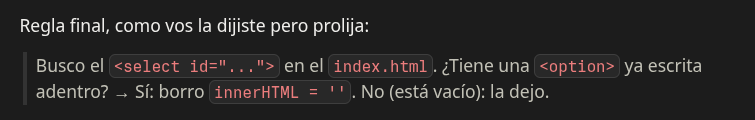 Regla final, como vos la dijiste pero prolija:
Busco el <select id="..."> en el index.html. ¿Tiene una <option> ya escrita
adentro? → Sí: borro innerHTML = ''. No (está vacío): la dejo.